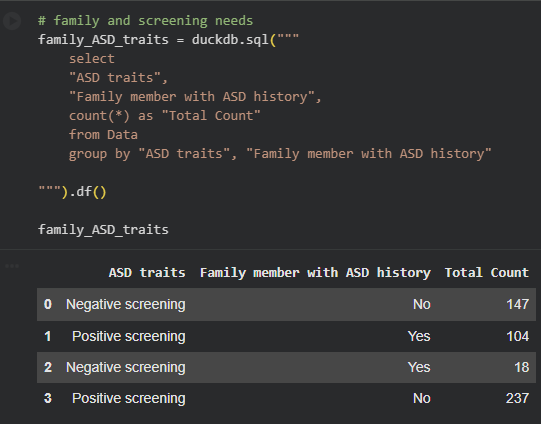 # family and screening needs
family_ASD_traits = duckdb.sql("""
select
"ASD traits",
"Family member with ASD history",
count(*) as "Total Count"
from Data
group by "ASD traits", "Family member with ASD history"
""").df()
family_ASD_traits
ASD traits Family member with ASD history Total Count
0 Negative screening No 147
1 Positive screening Yes 104
2 Negative screening Yes 18
3 Positive screening No 237